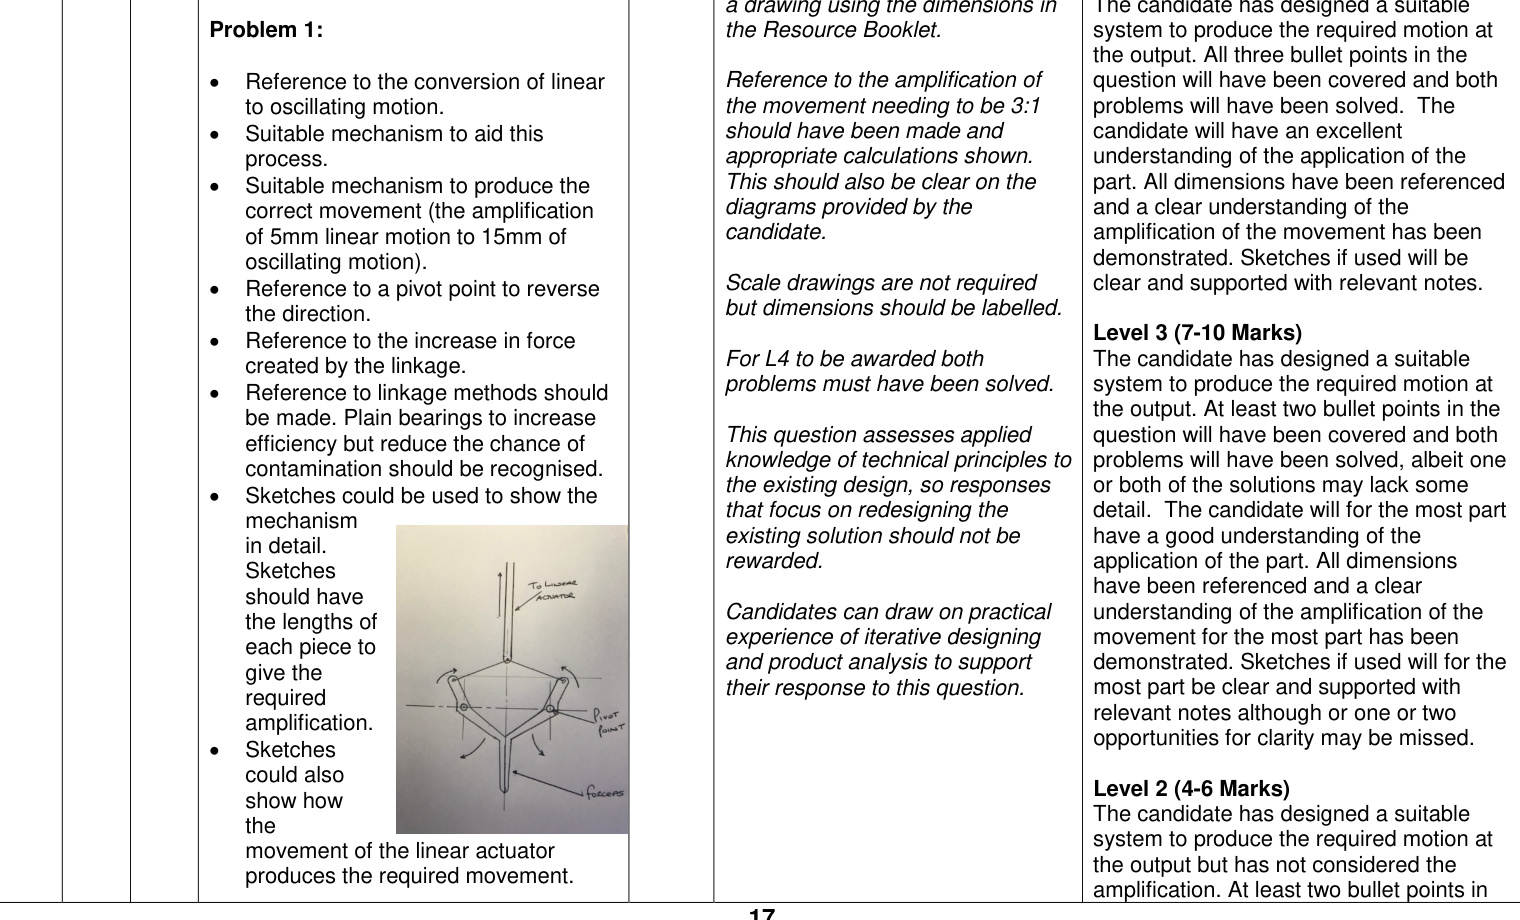 Problem 1:
• Reference to the conversion of linear
to oscillating motion.
• Suitable mechanism to aid this
process.
• Suitable mechanism to produce the
correct movement (the amplification
of 5mm linear motion to 15mm of
oscillating motion).
• Reference to a pivot point to reverse
the direction.
• Reference to the increase in force
created by the linkage.
• Reference to linkage methods should
be made. Plain bearings to increase
efficiency but reduce the chance of
contamination should be recognised.
• Sketches could be used to show the
mechanism
in detail.
Sketches
should have
the lengths of
each piece to
give the
required
amplification.
• Sketches
could also
show how
the
movement of the linear actuator
produces the required movement.
TO LINEAR
ACTUATOR
PIVOT
POINT
FORCEPS
a drawing using the dimensions in
the Resource Booklet.
Reference to the amplification of
the movement needing to be 3:1
should have been made and
appropriate calculations shown.
This should also be clear on the
diagrams provided by the
candidate.
Scale drawings are not required
but dimensions should be labelled.
For L4 to be awarded both
problems must have been solved.
This question assesses applied
knowledge of technical principles to
the existing design, so responses
that focus on redesigning the
existing solution should not be
rewarded.
Candidates can draw on practical
experience of iterative designing
and product analysis to support
their response to this question.
The candidate has designed a suitable
system to produce the required motion at
the output. All three bullet points in the
question will have been covered and both
problems will have been solved. The
candidate will have an excellent
understanding of the application of the
part. All dimensions have been referenced
and a clear understanding of the
amplification of the movement has been
demonstrated. Sketches if used will be
clear and supported with relevant notes.
Level 3 (7-10 Marks)
The candidate has designed a suitable
system to produce the required motion at
the output. At least two bullet points in the
question will have been covered and both
problems will have been solved, albeit one
or both of the solutions may lack some
detail. The candidate will for the most part
have a good understanding of the
application of the part. All dimensions
have been referenced and a clear
understanding of the amplification of the
movement for the most part has been
demonstrated. Sketches if used will for the
most part be clear and supported with
relevant notes although or one or two
opportunities for clarity may be missed.
Level 2 (4-6 Marks)
The candidate has designed a suitable
system to produce the required motion at
the output but has not considered the
amplification. At least two bullet points in
17